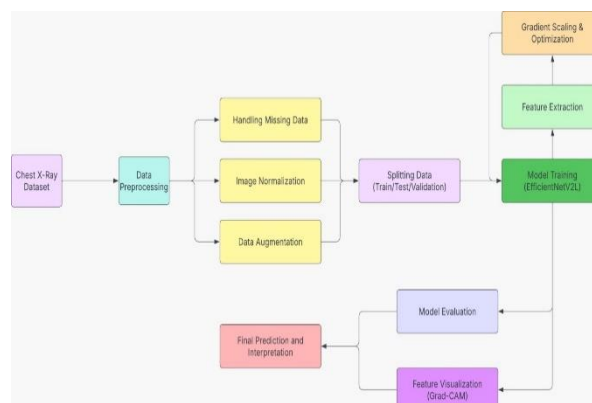 Gradient Scaling &
Optimization
Feature Extraction
Handling Missing Data
Chest X-Ray
Dataset
Data
Preprocessing
Image Normalization
Splitting Data
(Train/Test/Validation)
Model Training
(EfficientNetV2L)
Data Augmentation
Model Evaluation
Final Prediction and
Interpretation
Feature Visualization
(Grad-CAM)